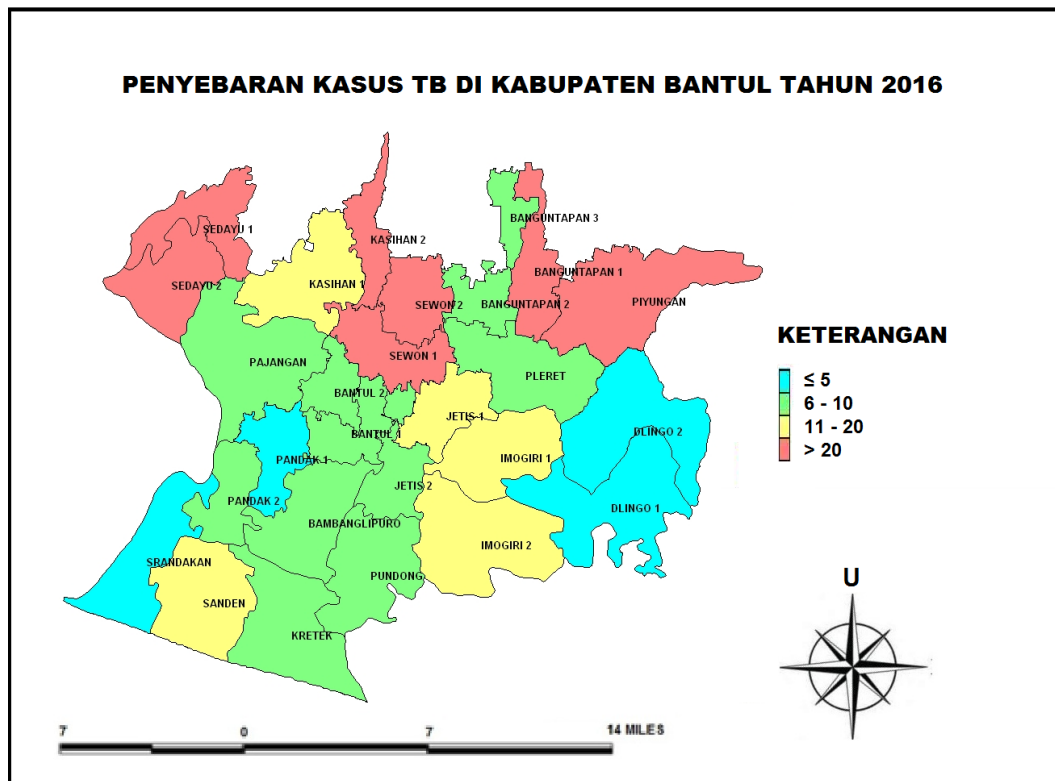 PENYEBARAN KASUS TB DI KABUPATEN BANTUL TAHUN 2016
BANGUNTAPAN 3
SEDAYU 1
KASIHAN 2
BANGUNTAPAN 1
SEDAYU 2
KASIHAN 1
PIYUNGAN
SEWON 2
BANGUNTAPAN 2
SEWON 1
PAJANGAN
PLERET
BANTUL 2
JETIS 1
BANTUL 1
DLINGO 2
PANDAK 1
IMOGIRI 1
JETIS 2
PANDAK 2
DLINGO 1
BAMBANGLIPURO
IMOGIRI 2
SRANDAKAN
PUNDONG
SANDEN
KRETEK
KETERANGAN
≤ 5
6 - 10
11 - 20
> 20
U
7 0 7 14 MILES